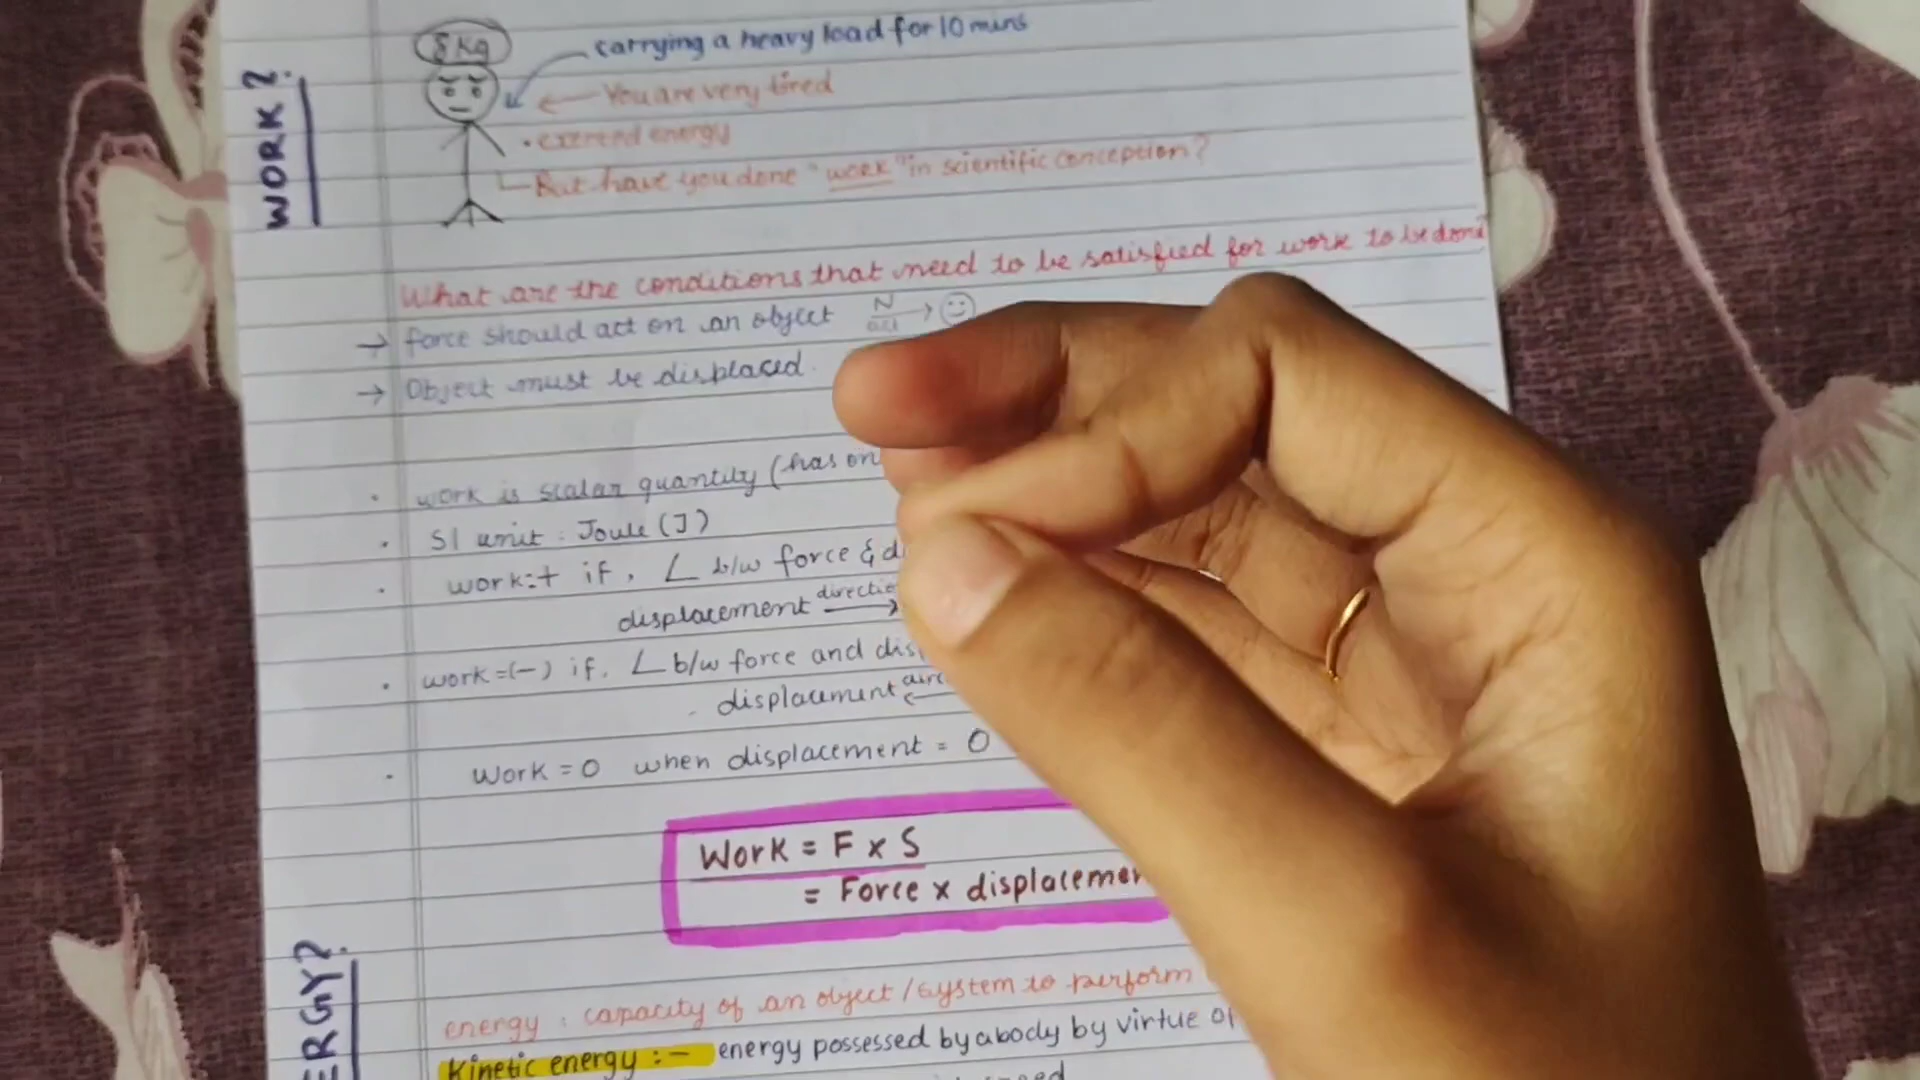 WORK?
8 Kg
carrying a heavy load for 10 mins
You are very tired
• exerted energy
But have you done "work" in scientific conception?
What are the conditions that need to be satisfied for work to be done
→ force should act on an object N →
→ Object must be displaced.
• work is scalar quantity (has on
• SI unit : Joule (J)
• work:+ if, ∠ b/w force & di
displacement directio →
• work=(-) if, ∠ b/w force and dis
displacement
• Work = 0 when displacement = 0
Work = F x S
= Force x displacemen
ERGY?
energy : capacity of an object / system to perform
Kinetic energy :- energy possessed by a body by virtue of